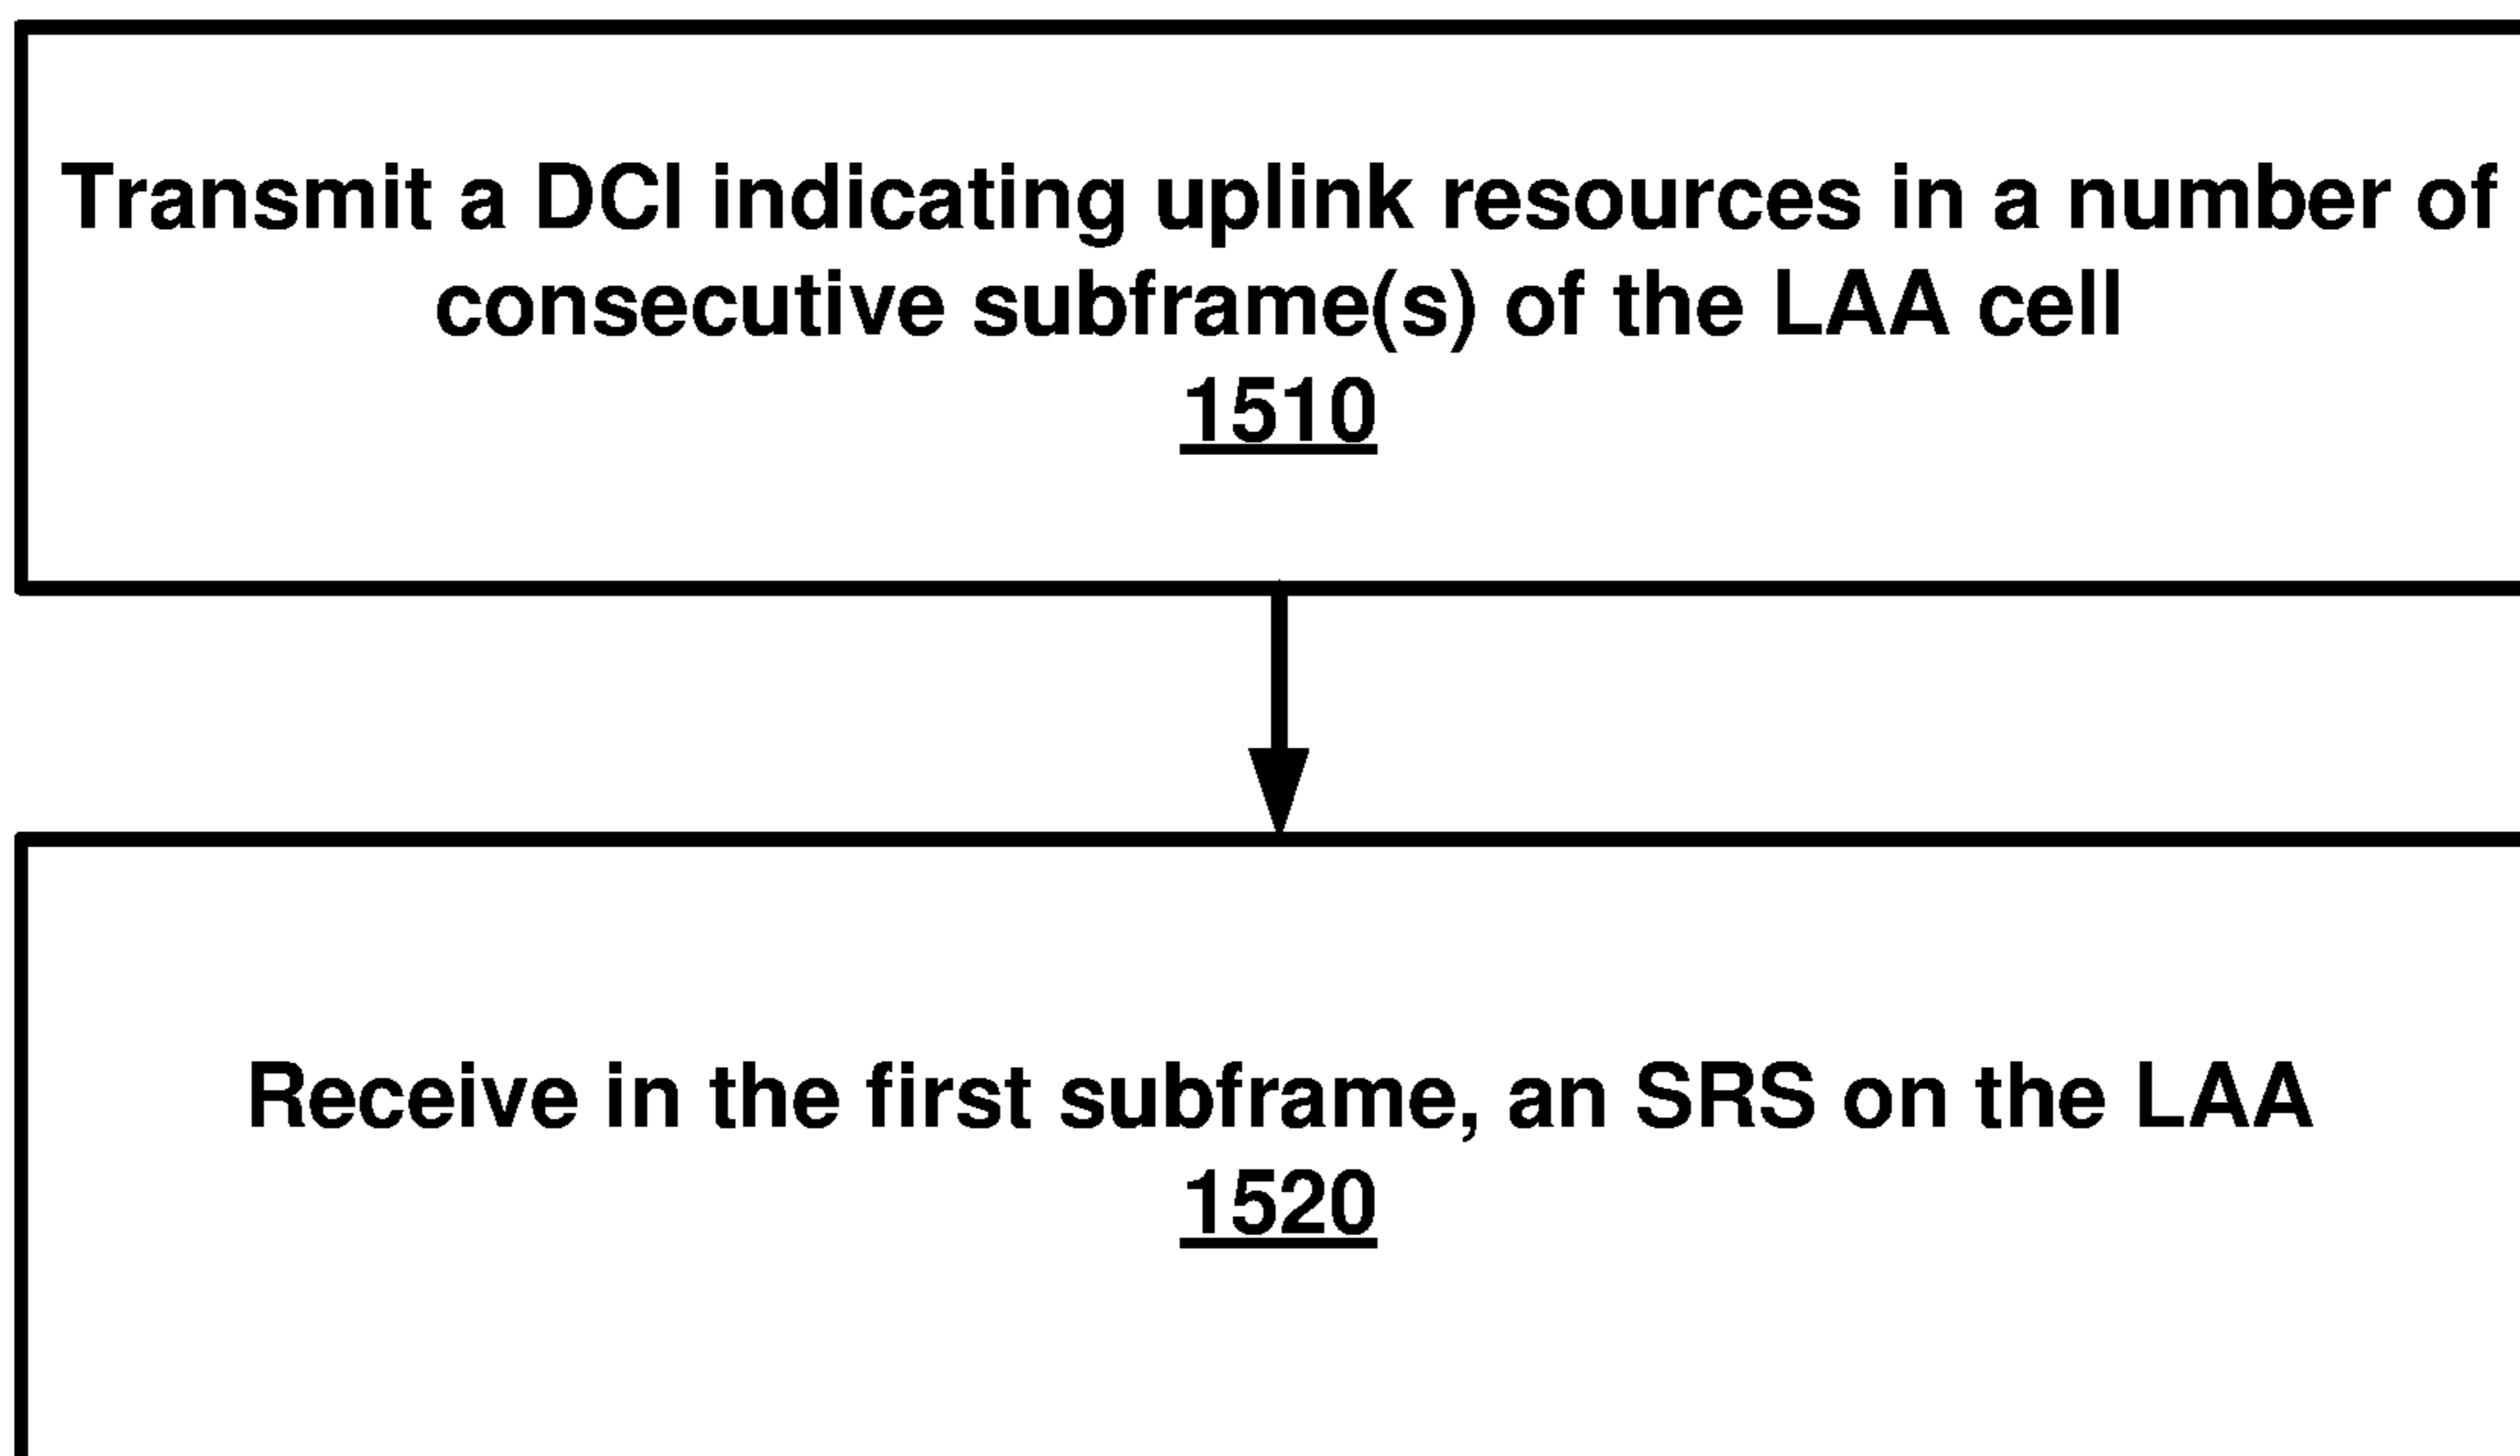 Transmit a DCI indicating uplink resources in a number of
consecutive subframe(s) of the LAA cell
1510
Receive in the first subframe, an SRS on the LAA
1520